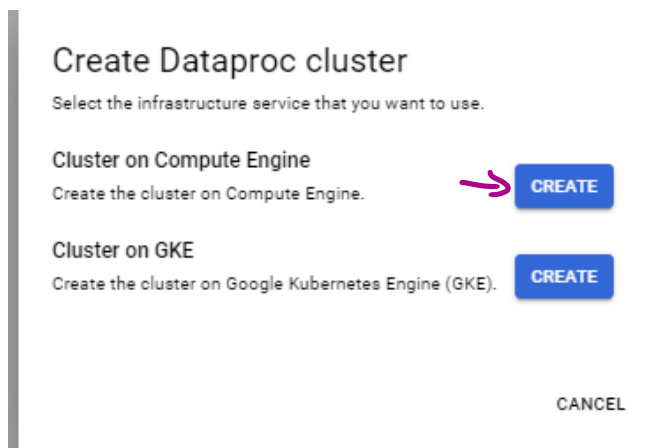 Create Dataproc cluster
Select the infrastructure service that you want to use.
Cluster on Compute Engine
Create the cluster on Compute Engine.
CREATE
Cluster on GKE
Create the cluster on Google Kubernetes Engine (GKE).
CREATE
CANCEL